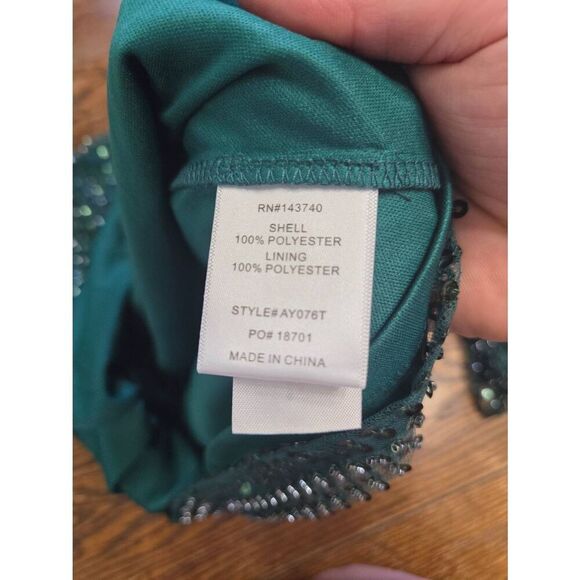 RN#143740
SHELL
100% POLYESTER
LINING
100% POLYESTER
STYLE# AY076T
PO# 18701
MADE IN CHINA